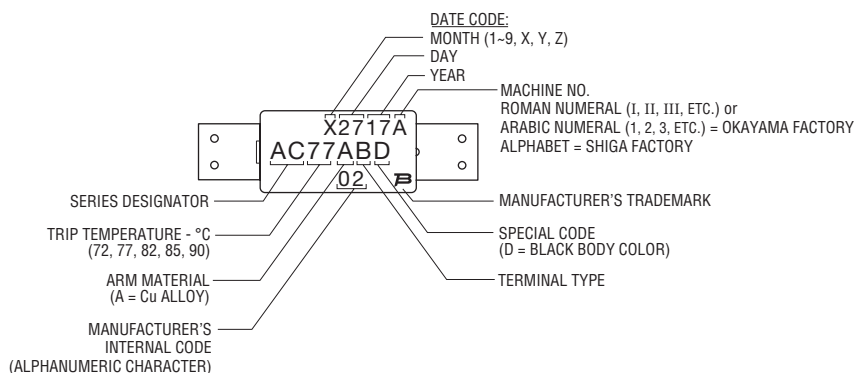 DATE CODE:
MONTH (1~9, X, Y, Z)
DAY
YEAR
MACHINE NO.
ROMAN NUMERAL (I, II, III, ETC.) or
ARABIC NUMERAL (1, 2, 3, ETC.) = OKAYAMA FACTORY
ALPHABET = SHIGA FACTORY
X2717A
AC77ABD
02
SERIES DESIGNATOR
MANUFACTURER'S TRADEMARK
TRIP TEMPERATURE - °C
(72, 77, 82, 85, 90)
SPECIAL CODE
(D = BLACK BODY COLOR)
ARM MATERIAL
(A = Cu ALLOY)
TERMINAL TYPE
MANUFACTURER'S
INTERNAL CODE
(ALPHANUMERIC CHARACTER)